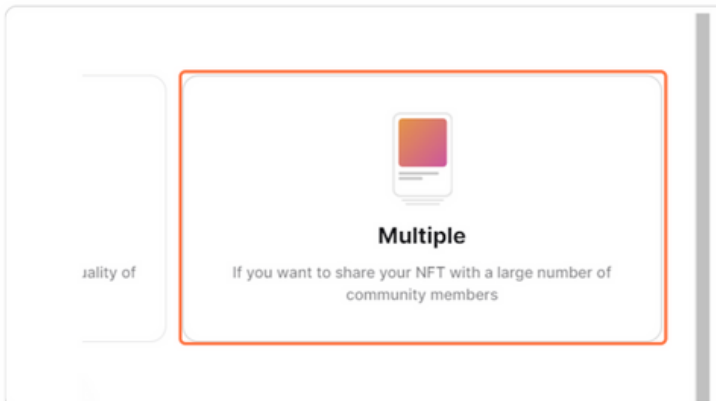 Multiple
uality of
If you want to share your NFT with a large number of
community members